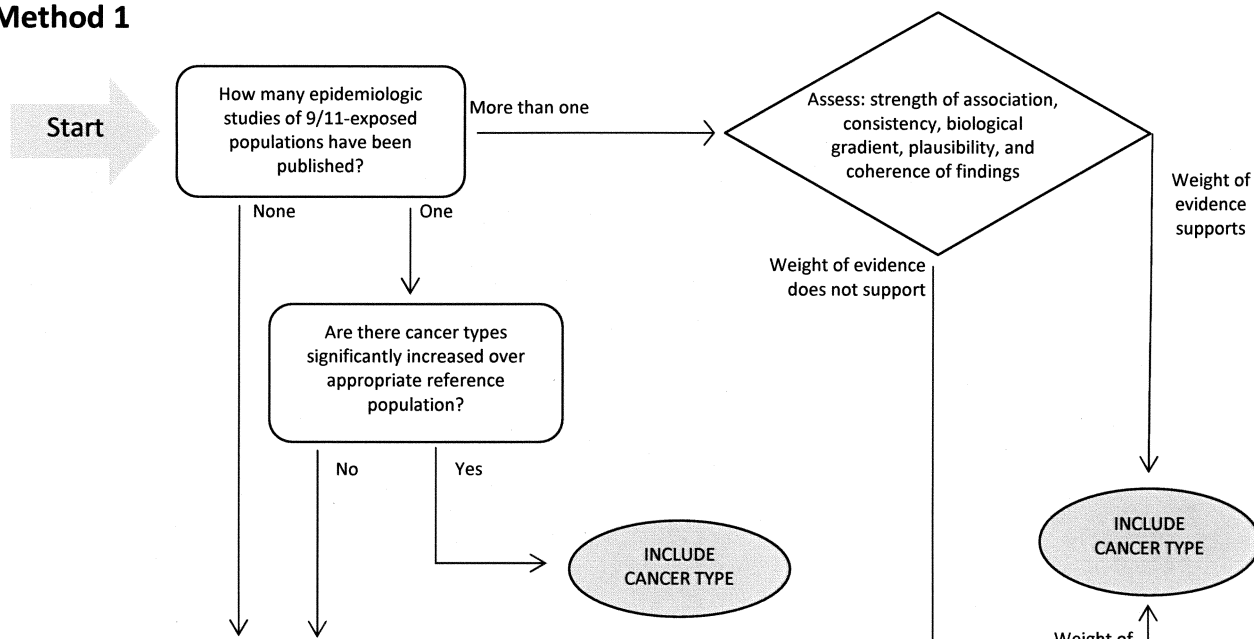 Method 1
Start
How many epidemiologic
studies of 9/11-exposed
populations have been
published?
More than one
Assess: strength of association,
consistency, biological
gradient, plausibility, and
coherence of findings
Weight of
evidence
supports
None
One
Weight of evidence
does not support
Are there cancer types
significantly increased over
appropriate reference
population?
No
Yes
INCLUDE
CANCER TYPE
INCLUDE
CANCER TYPE
Weight of